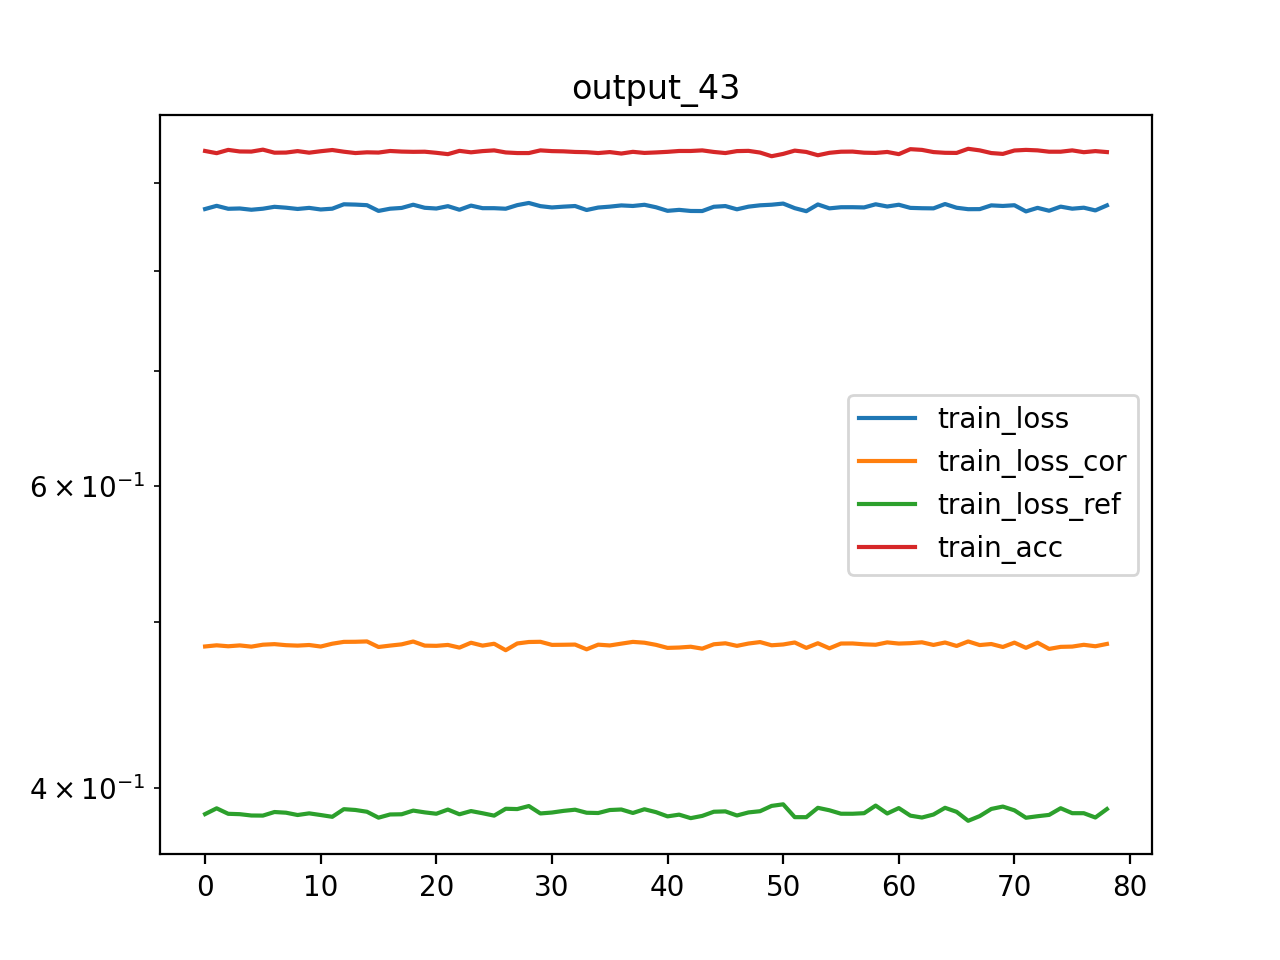 output_43
6 × 10⁻¹
4 × 10⁻¹
train_loss
train_loss_cor
train_loss_ref
train_acc
0 10 20 30 40 50 60 70 80